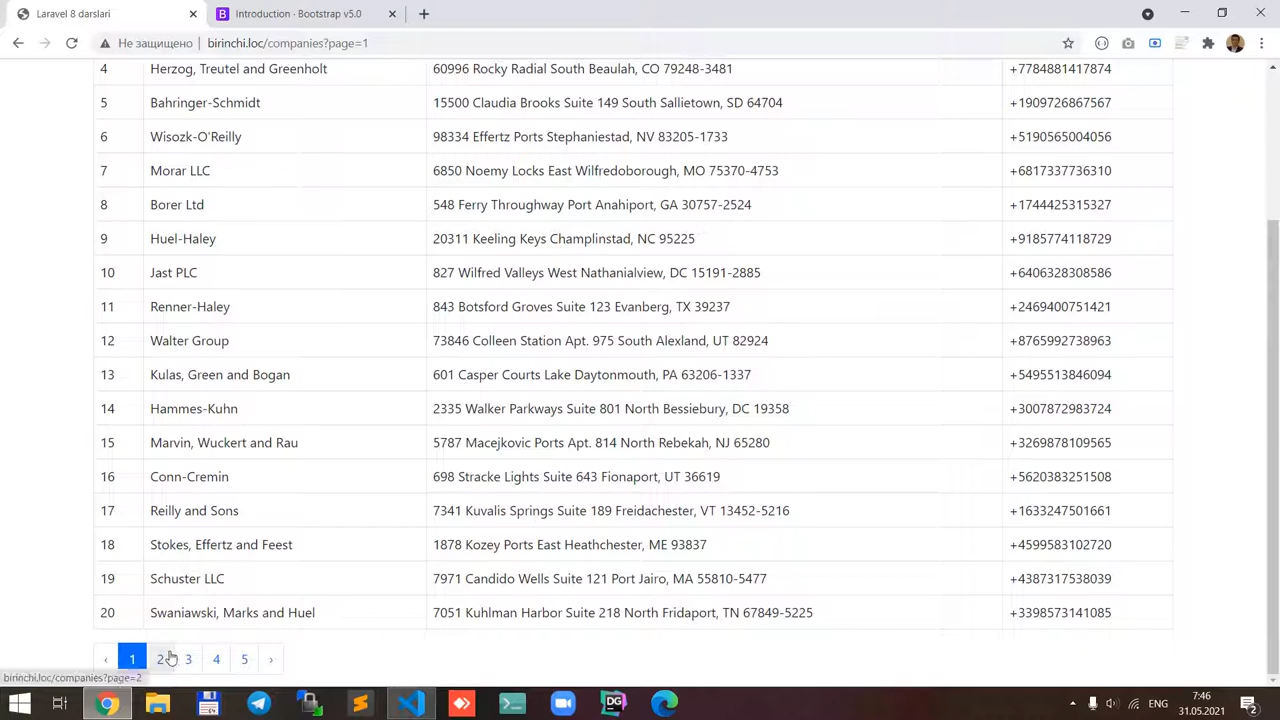 Laravel 8 darslari
Introduction · Bootstrap v5.0
Не защищено birinchi.loc/companies?page=1
4 Herzog, Treutel and Greenholt 60996 Rocky Radial South Beaulah, CO 79248-3481 +7784881417874
5 Bahringer-Schmidt 15500 Claudia Brooks Suite 149 South Sallietown, SD 64704 +1909726867567
6 Wisozk-O'Reilly 98334 Effertz Ports Stephaniestad, NV 83205-1733 +5190565004056
7 Morar LLC 6850 Noemy Locks East Wilfredoborough, MO 75370-4753 +6817337736310
8 Borer Ltd 548 Ferry Throughway Port Anahiport, GA 30757-2524 +1744425315327
9 Huel-Haley 20311 Keeling Keys Champlinstad, NC 95225 +9185774118729
10 Jast PLC 827 Wilfred Valleys West Nathanialview, DC 15191-2885 +6406328308586
11 Renner-Haley 843 Botsford Groves Suite 123 Evanberg, TX 39237 +2469400751421
12 Walter Group 73846 Colleen Station Apt. 975 South Alexland, UT 82924 +8765992738963
13 Kulas, Green and Bogan 601 Casper Courts Lake Daytonmouth, PA 63206-1337 +5495513846094
14 Hammes-Kuhn 2335 Walker Parkways Suite 801 North Bessiebury, DC 19358 +3007872983724
15 Marvin, Wuckert and Rau 5787 Macejkovic Ports Apt. 814 North Rebekah, NJ 65280 +3269878109565
16 Conn-Cremin 698 Stracke Lights Suite 643 Fionaport, UT 36619 +5620383251508
17 Reilly and Sons 7341 Kuvalis Springs Suite 189 Freidachester, VT 13452-5216 +1633247501661
18 Stokes, Effertz and Feest 1878 Kozey Ports East Heathchester, ME 93837 +4599583102720
19 Schuster LLC 7971 Candido Wells Suite 121 Port Jairo, MA 55810-5477 +4387317538039
20 Swaniawski, Marks and Huel 7051 Kuhlman Harbor Suite 218 North Fridaport, TN 67849-5225 +3398573141085
‹ 1 2 3 4 5 ›
birinchi.loc/companies?page=2
DG
ENG
7:46
31.05.2021
2